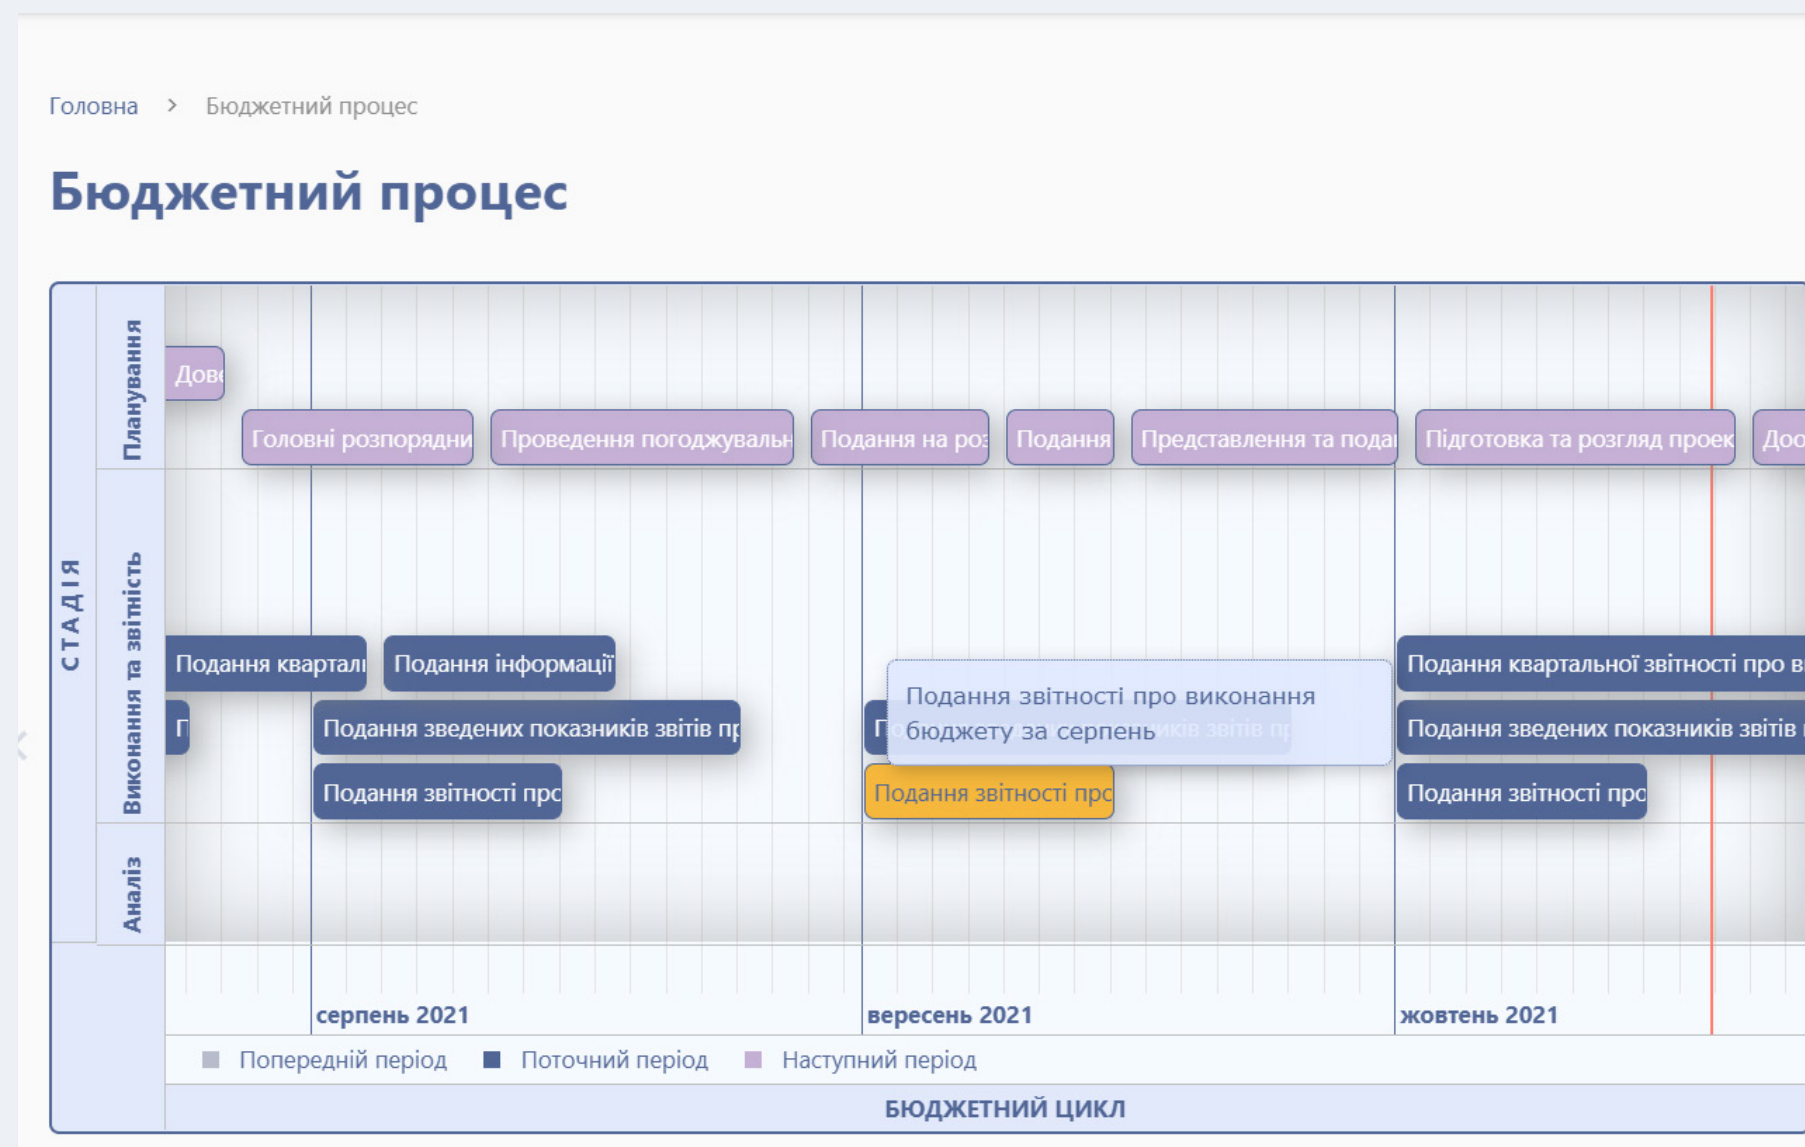 Головна > Бюджетний процес
Бюджетний процес
СТАДІЯ
Планування
Дове
Головні розпорядни
Проведення погоджувальн
Подання на роз
Подання
Представлення та пода
Підготовка та розгляд проек
Доо
Виконання та звітність
Подання кварталі
Подання інформації
Подання квартальної звітності про в
Подання звітності про виконання
бюджету за серпень
П
Подання зведених показників звітів пр
Подання зведених показників звітів
Подання звітності про
Подання звітності про
Подання звітності про
Аналіз
серпень 2021
вересень 2021
жовтень 2021
Попередній період
Поточний період
Наступний період
БЮДЖЕТНИЙ ЦИКЛ